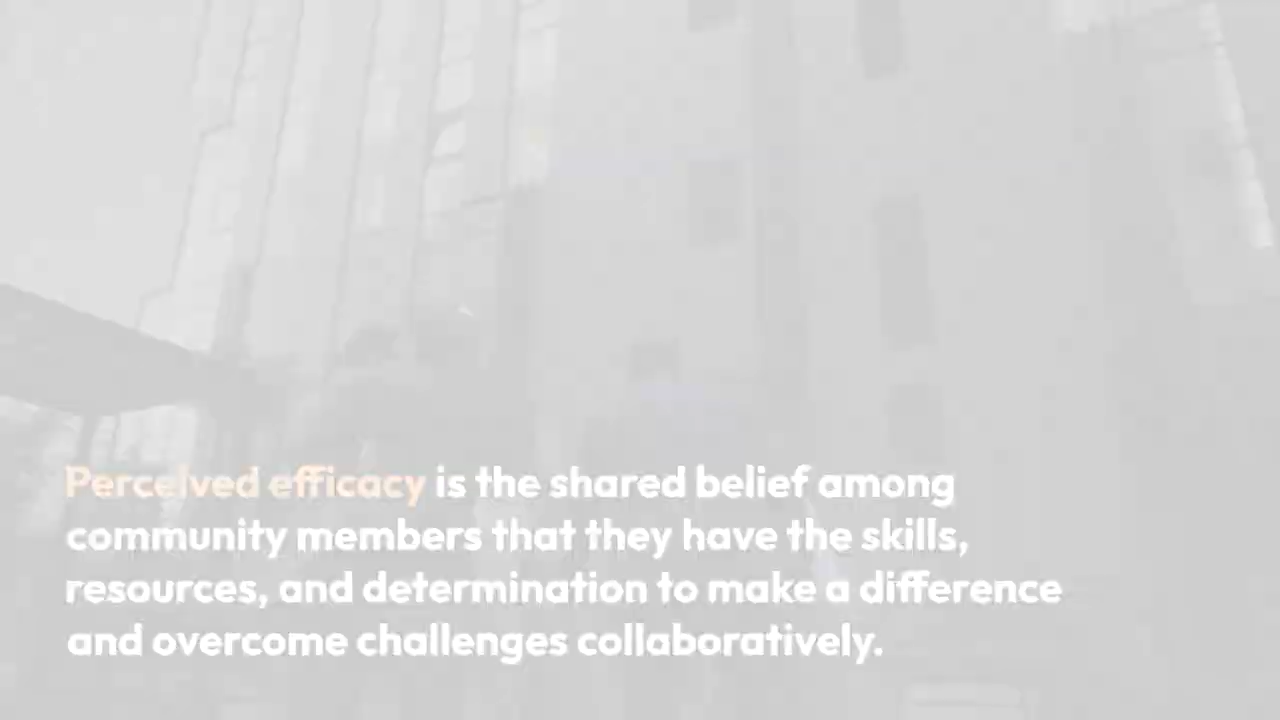 Perceived efficacy is the shared belief among
community members that they have the skills,
resources, and determination to make a difference
and overcome challenges collaboratively.